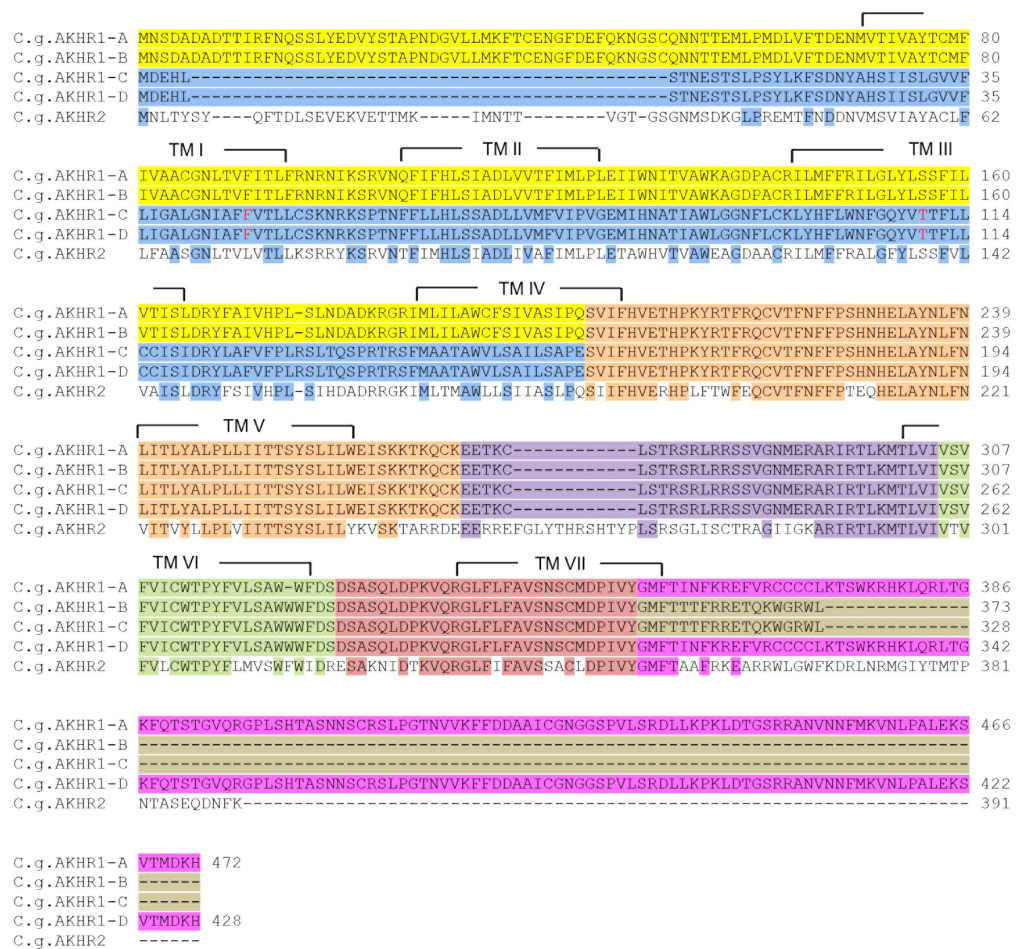 C.g.AKHR1-A MNSDADADTTIRFNQSSLYEDVYSTAPNDGVLLMKFTCENGFDEFQKNGSCQNNTTEMLPMDLVFTDENMVTIVAYTCMF 80
C.g.AKHR1-B MNSDADADTTIRFNQSSLYEDVYSTAPNDGVLLMKFTCENGFDEFQKNGSCQNNTTEMLPMDLVFTDENMVTIVAYTCMF 80
C.g.AKHR1-C MDEHL----------------------------------------------STNESTSLPSYLKFSDNYAHSIISLGVVF 35
C.g.AKHR1-D MDEHL----------------------------------------------STNESTSLPSYLKFSDNYAHSIISLGVVF 35
C.g.AKHR2 MNLTYSY----QFTDLSEVEKVETTMK-----IMNTT--------VGT-GSGNMSDKGLPREMTFNDDNVMSVIAYACLF 62
TM I TM II TM III
C.g.AKHR1-A IVAACGNLTVFITLFRNRNIKSRVNQFIFHLSIADLVVTFIMLPLEIIWNITVAWKAGDPACRILMFFRILGLYLSSFIL 160
C.g.AKHR1-B IVAACGNLTVFITLFRNRNIKSRVNQFIFHLSIADLVVTFIMLPLEIIWNITVAWKAGDPACRILMFFRILGLYLSSFIL 160
C.g.AKHR1-C LIGALGNIAFFVTLLCSKNRKSPTNFFLLHLSSADLLVMFVIPVGEMIHNATIAWLGGNFLCKLYHFLWNFGQYVTTFLL 114
C.g.AKHR1-D LIGALGNIAFFVTLLCSKNRKSPTNFFLLHLSSADLLVMFVIPVGEMIHNATIAWLGGNFLCKLYHFLWNFGQYVTTFLL 114
C.g.AKHR2 LFAASGNLTVLVTLLKSRRYKSRVNTFIMHLSIADLIVAFIMLPLETAWHVTVAWEAGDAACRILMFFRALGFYLSSFVL 142
TM IV
C.g.AKHR1-A VTISLDRYFAIVHPL-SLNDADKRGRIMLILAWCFSIVASIPQSVIFHVETHPKYRTFRQCVTFNFFPSHNHELAYNLFN 239
C.g.AKHR1-B VTISLDRYFAIVHPL-SLNDADKRGRIMLILAWCFSIVASIPQSVIFHVETHPKYRTFRQCVTFNFFPSHNHELAYNLFN 239
C.g.AKHR1-C CCISIDRYLAFVFPLRSLTQSPRTRSFMAATAWVLSAILSAPESVIFHVETHPKYRTFRQCVTFNFFPSHNHELAYNLFN 194
C.g.AKHR1-D CCISIDRYLAFVFPLRSLTQSPRTRSFMAATAWVLSAILSAPESVIFHVETHPKYRTFRQCVTFNFFPSHNHELAYNLFN 194
C.g.AKHR2 VAISLDRYFSIVHPL-SIHDADRRGKIMLTMAWLLSIIASLPQSIIFHVERHPLFTWFEQCVTFNFFPTEQHELAYNLFN 221
TM V
C.g.AKHR1-A LITLYALPLLIITTSYSLILWEISKKTKQCKEETKC------------LSTRSRLRRSSVGNMERARIRTLKMTLVIVSV 307
C.g.AKHR1-B LITLYALPLLIITTSYSLILWEISKKTKQCKEETKC------------LSTRSRLRRSSVGNMERARIRTLKMTLVIVSV 307
C.g.AKHR1-C LITLYALPLLIITTSYSLILWEISKKTKQCKEETKC------------LSTRSRLRRSSVGNMERARIRTLKMTLVIVSV 262
C.g.AKHR1-D LITLYALPLLIITTSYSLILWEISKKTKQCKEETKC------------LSTRSRLRRSSVGNMERARIRTLKMTLVIVSV 262
C.g.AKHR2 VITVYLLPLVIITTSYSLILYKVSKTARRDEEERREFGLYTHRSHTYPLSRSGLISCTRAGIIGKARIRTLKMTLVIVTV 301
TM VI TM VII
C.g.AKHR1-A FVICWTPYFVLSAW-WFDSDSASQLDPKVQRGLFLFAVSNSCMDPIVYGMFTINFKREFVRCCCCLKTSWKRHKLQRLTG 386
C.g.AKHR1-B FVICWTPYFVLSAWWWFDSDSASQLDPKVQRGLFLFAVSNSCMDPIVYGMFTTTFRRETQKWGRWL-------------- 373
C.g.AKHR1-C FVICWTPYFVLSAWWWFDSDSASQLDPKVQRGLFLFAVSNSCMDPIVYGMFTTTFRRETQKWGRWL-------------- 328
C.g.AKHR1-D FVICWTPYFVLSAWWWFDSDSASQLDPKVQRGLFLFAVSNSCMDPIVYGMFTINFKREFVRCCCCLKTSWKRHKLQRLTG 342
C.g.AKHR2 FVLCWTPYFLMVSWFWIDRESAKNIDTKVQRGLFIFAVSSACLDPIVYGMFTAAFRKEARRWLGWFKDRLNRMGIYTMTP 381
C.g.AKHR1-A KFQTSTGVQRGPLSHTASNNSCRSLPGTNVVKFFDDAAICGNGGSPVLSRDLLKPKLDTGSRRANVNNFMKVNLPALEKS 466
C.g.AKHR1-B --------------------------------------------------------------------------------
C.g.AKHR1-C --------------------------------------------------------------------------------
C.g.AKHR1-D KFQTSTGVQRGPLSHTASNNSCRSLPGTNVVKFFDDAAICGNGGSPVLSRDLLKPKLDTGSRRANVNNFMKVNLPALEKS 422
C.g.AKHR2 NTASEQDNFK---------------------------------------------------------------------- 391
C.g.AKHR1-A VTMDKH 472
C.g.AKHR1-B ------
C.g.AKHR1-C ------
C.g.AKHR1-D VTMDKH 428
C.g.AKHR2 ------